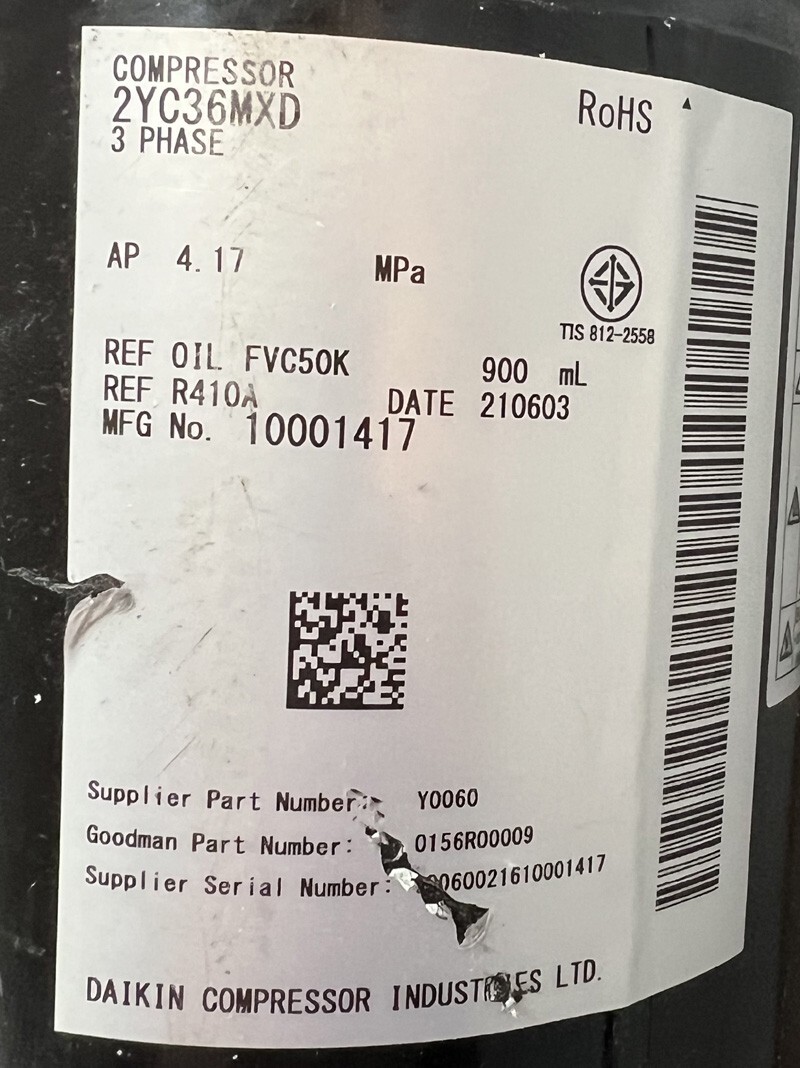 COMPRESSOR
2YC36MXD
3 PHASE
RoHS
AP 4.17 MPa
TIS 812-2558
REF OIL FVC50K 900 mL
REF R410A DATE 210603
MFG No. 10001417
Supplier Part Number: Y0060
Goodman Part Number: 0156R00009
Supplier Serial Number:
DAIKIN COMPRESSOR INDUSTRIES LTD.